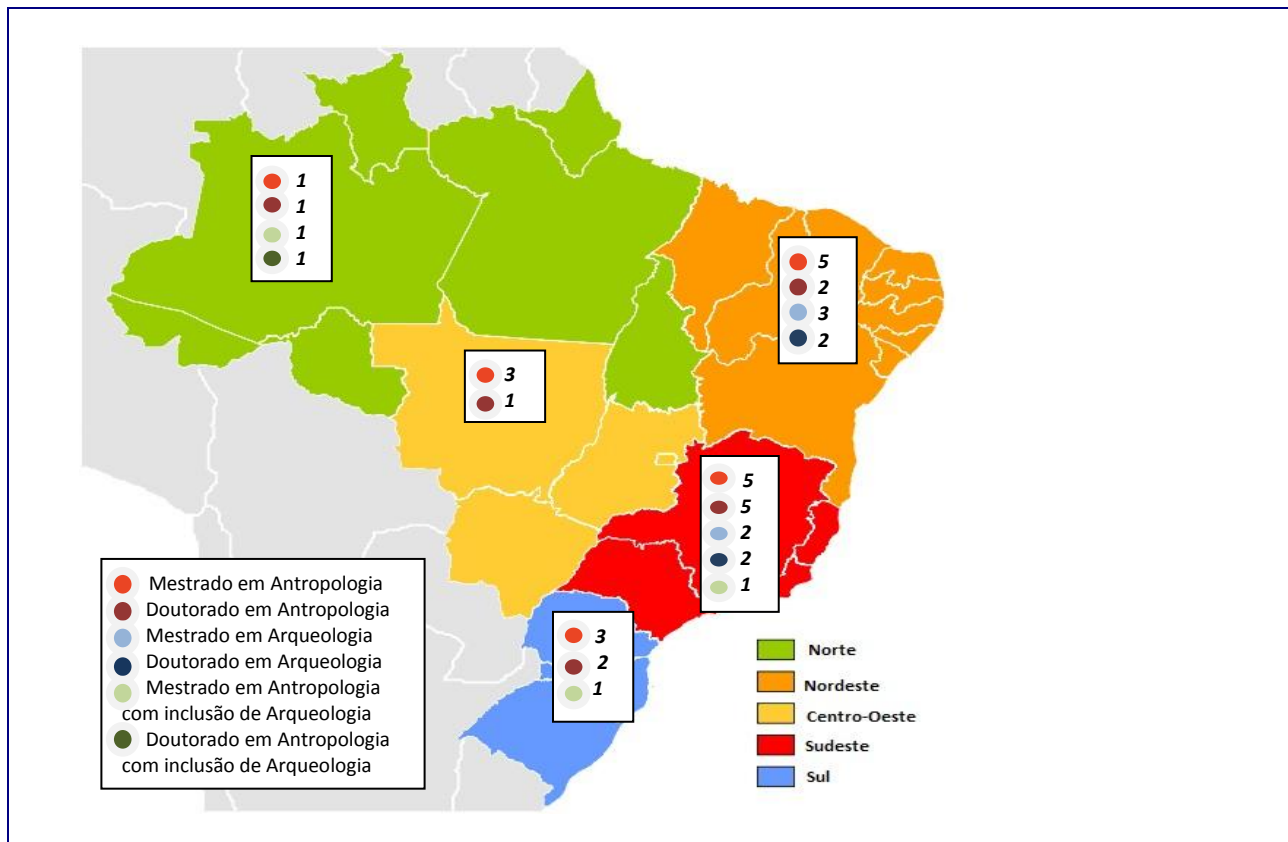 1
1
1
1
5
2
3
2
3
1
5
5
2
2
1
3
2
1
Mestrado em Antropologia
Doutorado em Antropologia
Mestrado em Arqueologia
Doutorado em Arqueologia
Mestrado em Antropologia
com inclusão de Arqueologia
Doutorado em Antropologia
com inclusão de Arqueologia
Norte
Nordeste
Centro-Oeste
Sudeste
Sul